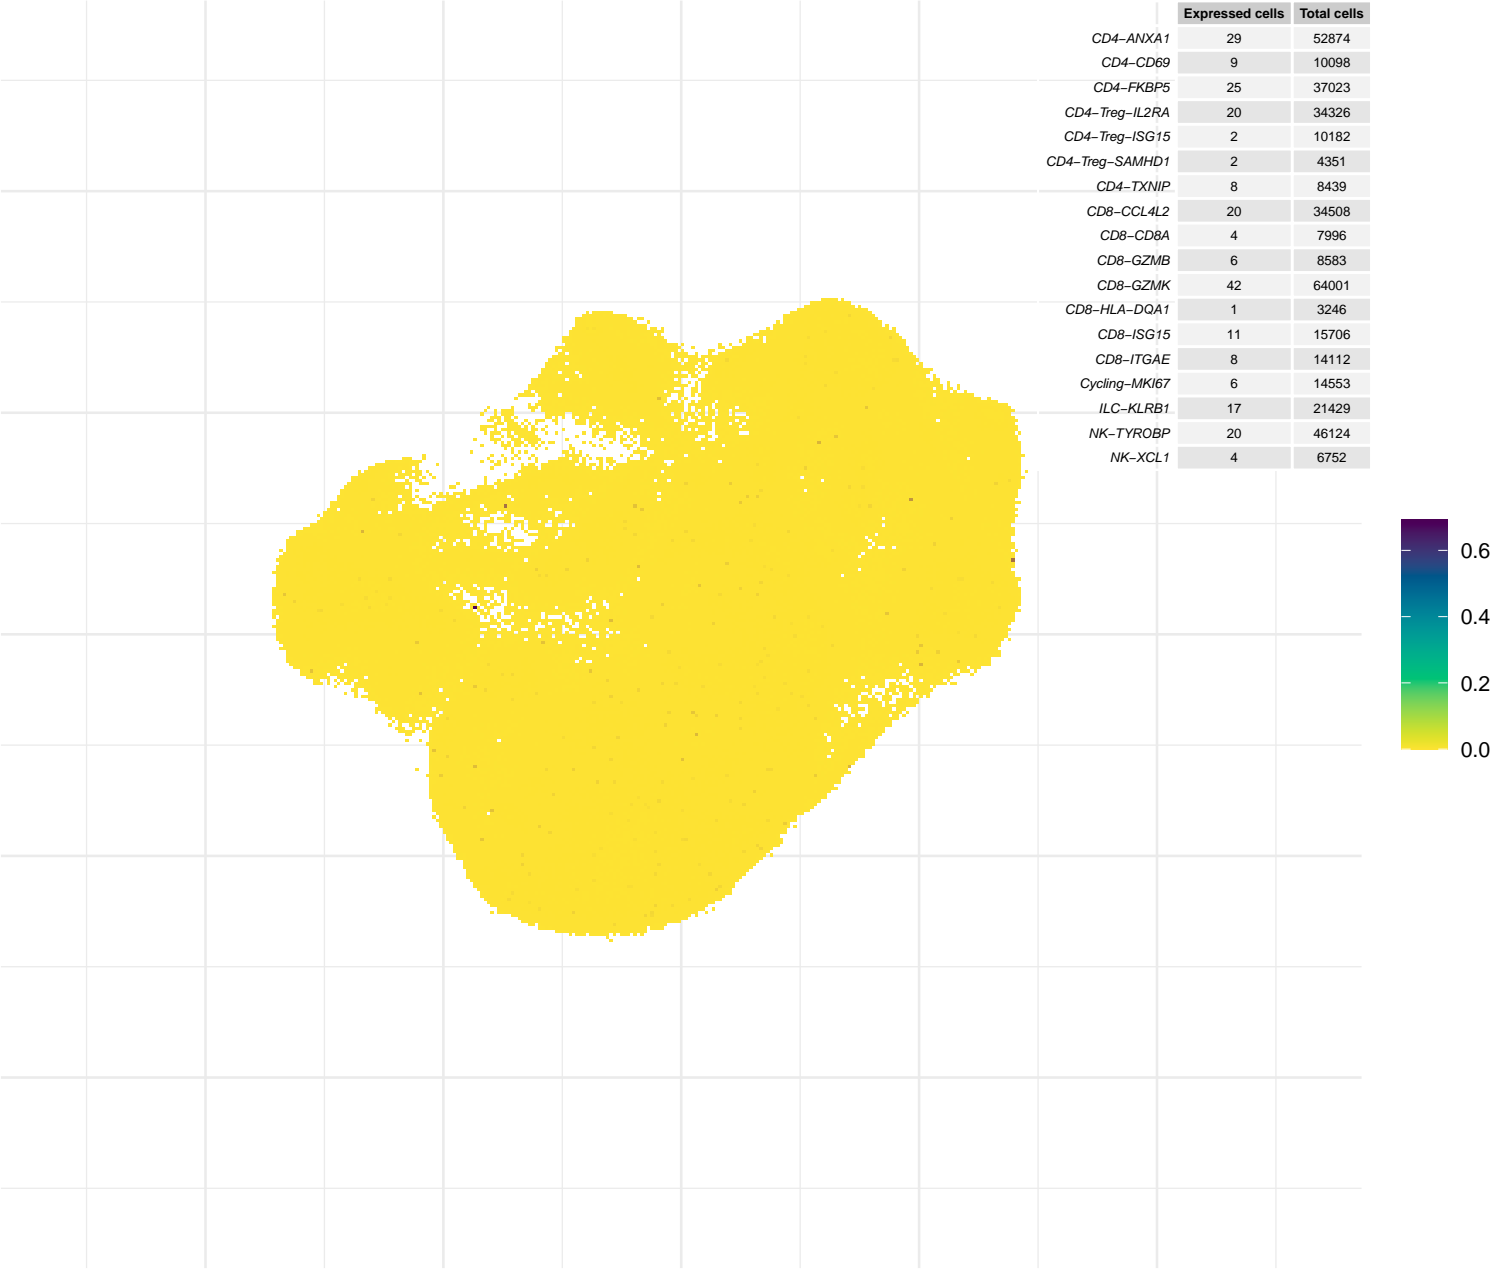 Expressed cells Total cells
CD4−ANXA1 29 52874
CD4−CD69 9 10098
CD4−FKBP5 25 37023
CD4−Treg−IL2RA 20 34326
CD4−Treg−ISG15 2 10182
CD4−Treg−SAMHD1 2 4351
CD4−TXNIP 8 8439
CD8−CCL4L2 20 34508
CD8−CD8A 4 7996
CD8−GZMB 6 8583
CD8−GZMK 42 64001
CD8−HLA−DQA1 1 3246
CD8−ISG15 11 15706
CD8−ITGAE 8 14112
Cycling−MKI67 6 14553
ILC−KLRB1 17 21429
NK−TYROBP 20 46124
NK−XCL1 4 6752
0.6
0.4
0.2
0.0